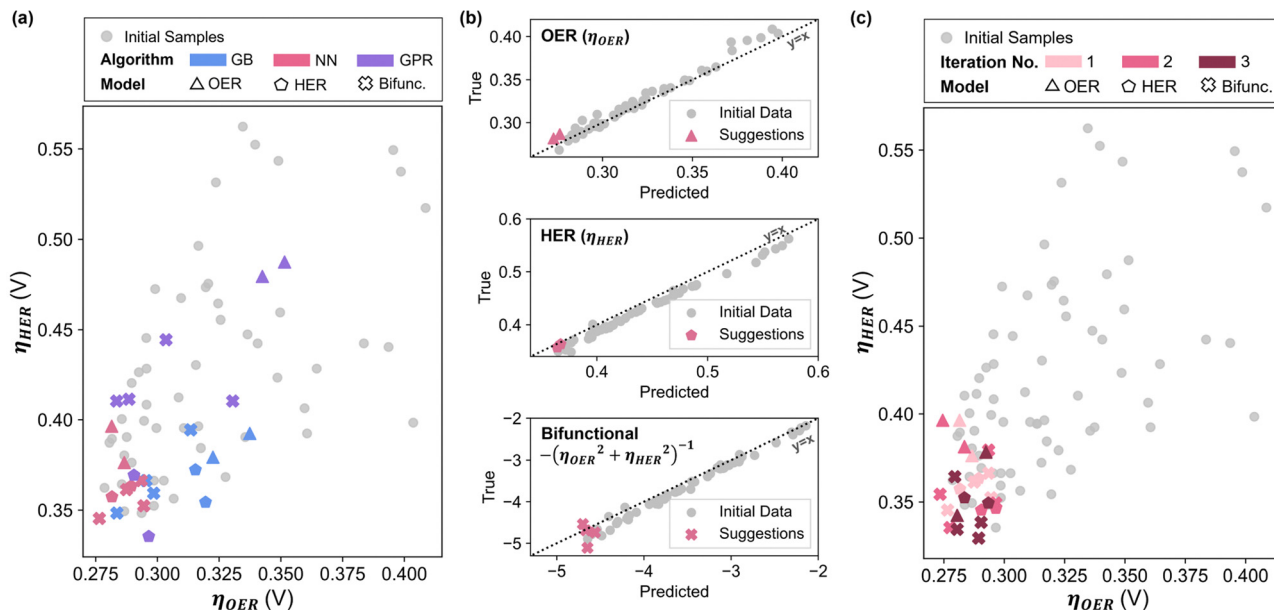 (a)
Initial Samples
Algorithm GB NN GPR
Model OER HER Bifunc.
η_HER (V)
0.55
0.50
0.45
0.40
0.35
0.275 0.300 0.325 0.350 0.375 0.400
η_OER (V)
(b)
OER (η_OER)
y=x
True
0.40
0.35
0.30
Initial Data
Suggestions
0.30 0.35 0.40
Predicted
HER (η_HER)
y=x
True
0.6
0.5
0.4
Initial Data
Suggestions
0.4 0.5 0.6
Predicted
Bifunctional
−(η_OER² + η_HER²)⁻¹
y=x
True
−2
−3
−4
−5
Initial Data
Suggestions
−5 −4 −3 −2
Predicted
(c)
Initial Samples
Iteration No. 1 2 3
Model OER HER Bifunc.
η_HER (V)
0.55
0.50
0.45
0.40
0.35
0.275 0.300 0.325 0.350 0.375 0.400
η_OER (V)